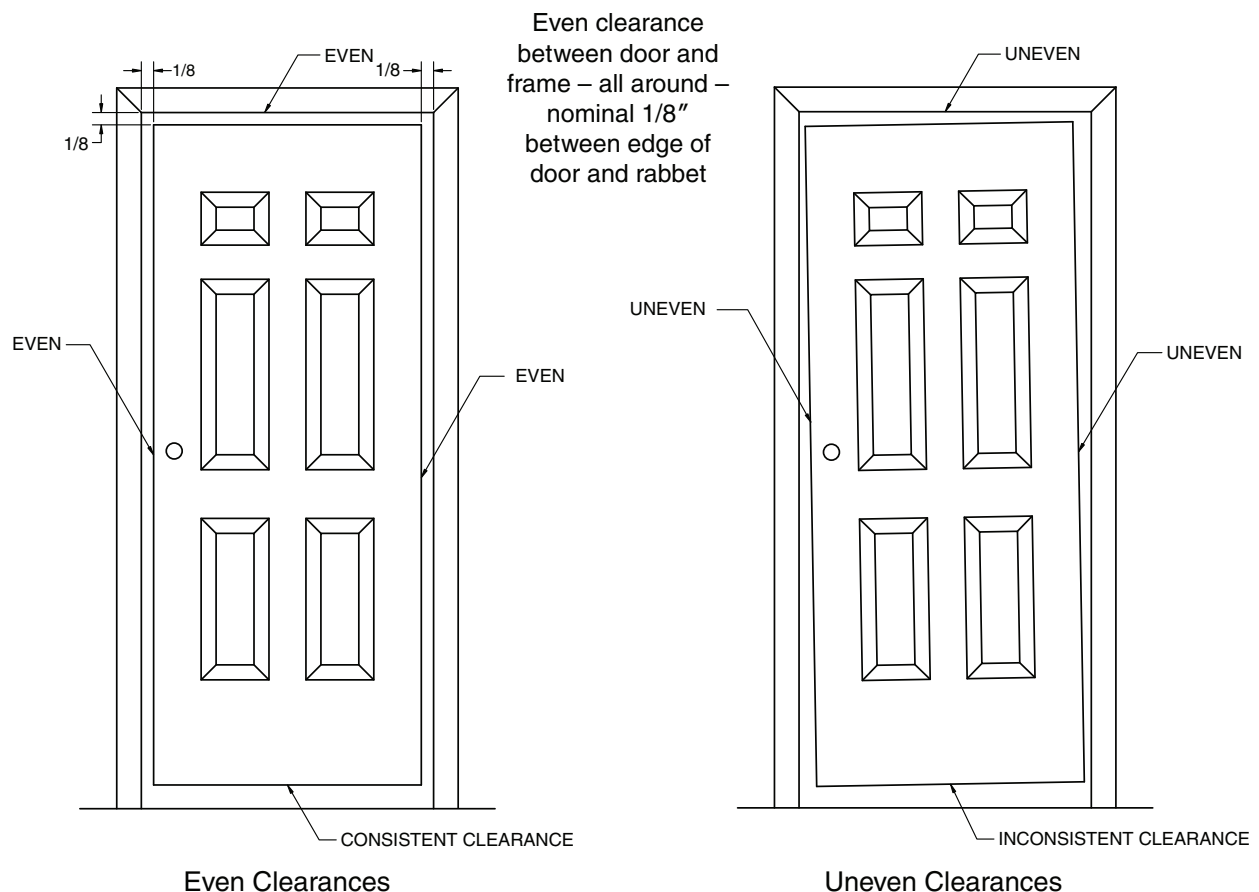 Even clearance
between door and
frame – all around –
nominal 1/8″
between edge of
door and rabbet
EVEN
1/8
1/8
1/8
EVEN
EVEN
CONSISTENT CLEARANCE
Even Clearances
UNEVEN
UNEVEN
UNEVEN
INCONSISTENT CLEARANCE
Uneven Clearances